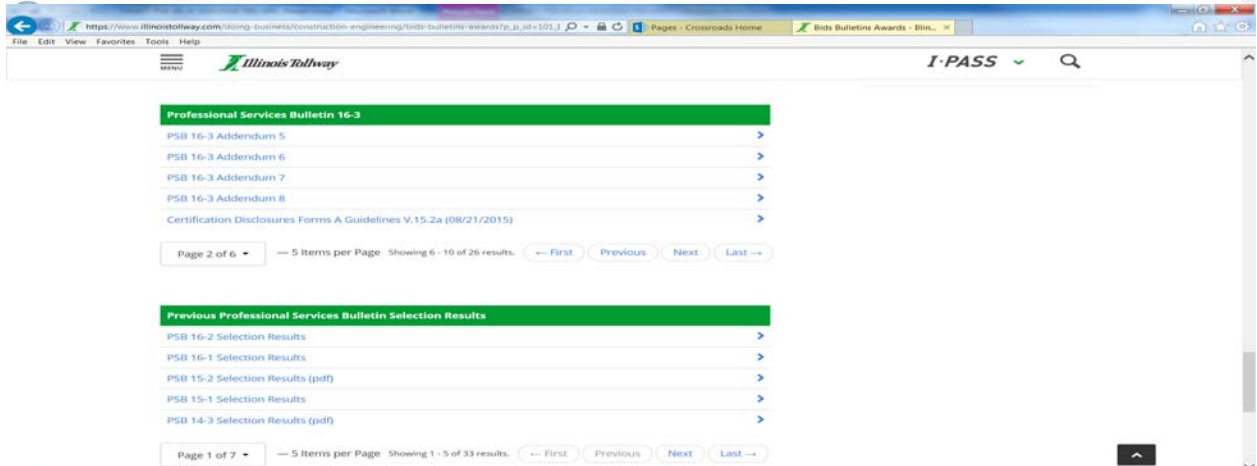 https://www.illinoistollway.com/doing-business/construction-engineering/bids-bulletins-awards?p_p_id=101_I
Pages - Crossroads Home
Bids Bulletins Awards - Illin...
File Edit View Favorites Tools Help
MENU
Illinois Tollway
I-PASS
Professional Services Bulletin 16-3
PSB 16-3 Addendum 5
PSB 16-3 Addendum 6
PSB 16-3 Addendum 7
PSB 16-3 Addendum 8
Certification Disclosures Forms A Guidelines V.15.2a (08/21/2015)
Page 2 of 6 — 5 Items per Page Showing 6 - 10 of 26 results. ← First Previous Next Last →
Previous Professional Services Bulletin Selection Results
PSB 16-2 Selection Results
PSB 16-1 Selection Results
PSB 15-2 Selection Results (pdf)
PSB 15-1 Selection Results
PSB 14-3 Selection Results (pdf)
Page 1 of 7 — 5 Items per Page Showing 1 - 5 of 33 results. ← First Previous Next Last →